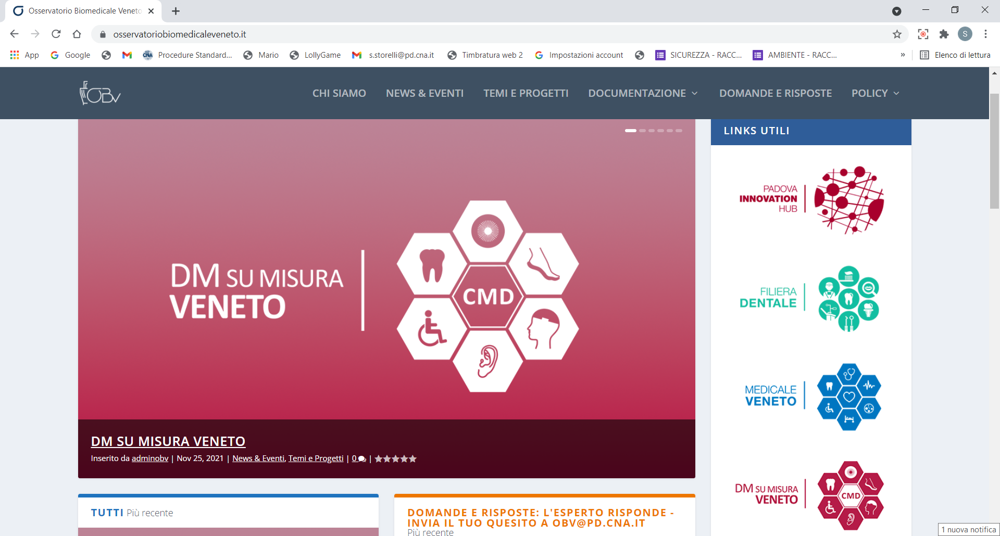 Osservatorio Biomedicale Veneto
osservatoriobiomedicaleveneto.it
S
App
Google
CNA
Procedure Standard...
Mario
LollyGame
s.storelli@pd.cna.it
Timbratura web 2
Impostazioni account
SICUREZZA - RACC...
AMBIENTE - RACC...
»
Elenco di lettura
OBV
CHI SIAMO
NEWS & EVENTI
TEMI E PROGETTI
DOCUMENTAZIONE
DOMANDE E RISPOSTE
POLICY
DM SU MISURA
VENETO
CMD
DM SU MISURA VENETO
Inserito da adminobv | Nov 25, 2021 | News & Eventi, Temi e Progetti | 0 |
TUTTI Più recente
DOMANDE E RISPOSTE: L'ESPERTO RISPONDE -
INVIA IL TUO QUESITO A OBV@PD.CNA.IT
Più recente
LINKS UTILI
PADOVA
INNOVATION
HUB
FILIERA
DENTALE
MEDICALE
VENETO
DM SU MISURA
VENETO
CMD
1 nuova notifica